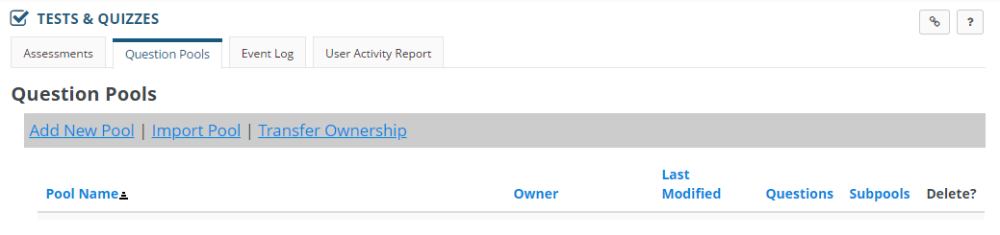 TESTS & QUIZZES
?
Assessments
Question Pools
Event Log
User Activity Report
Question Pools
Add New Pool | Import Pool | Transfer Ownership
Pool Name Owner Last Modified Questions Subpools Delete?